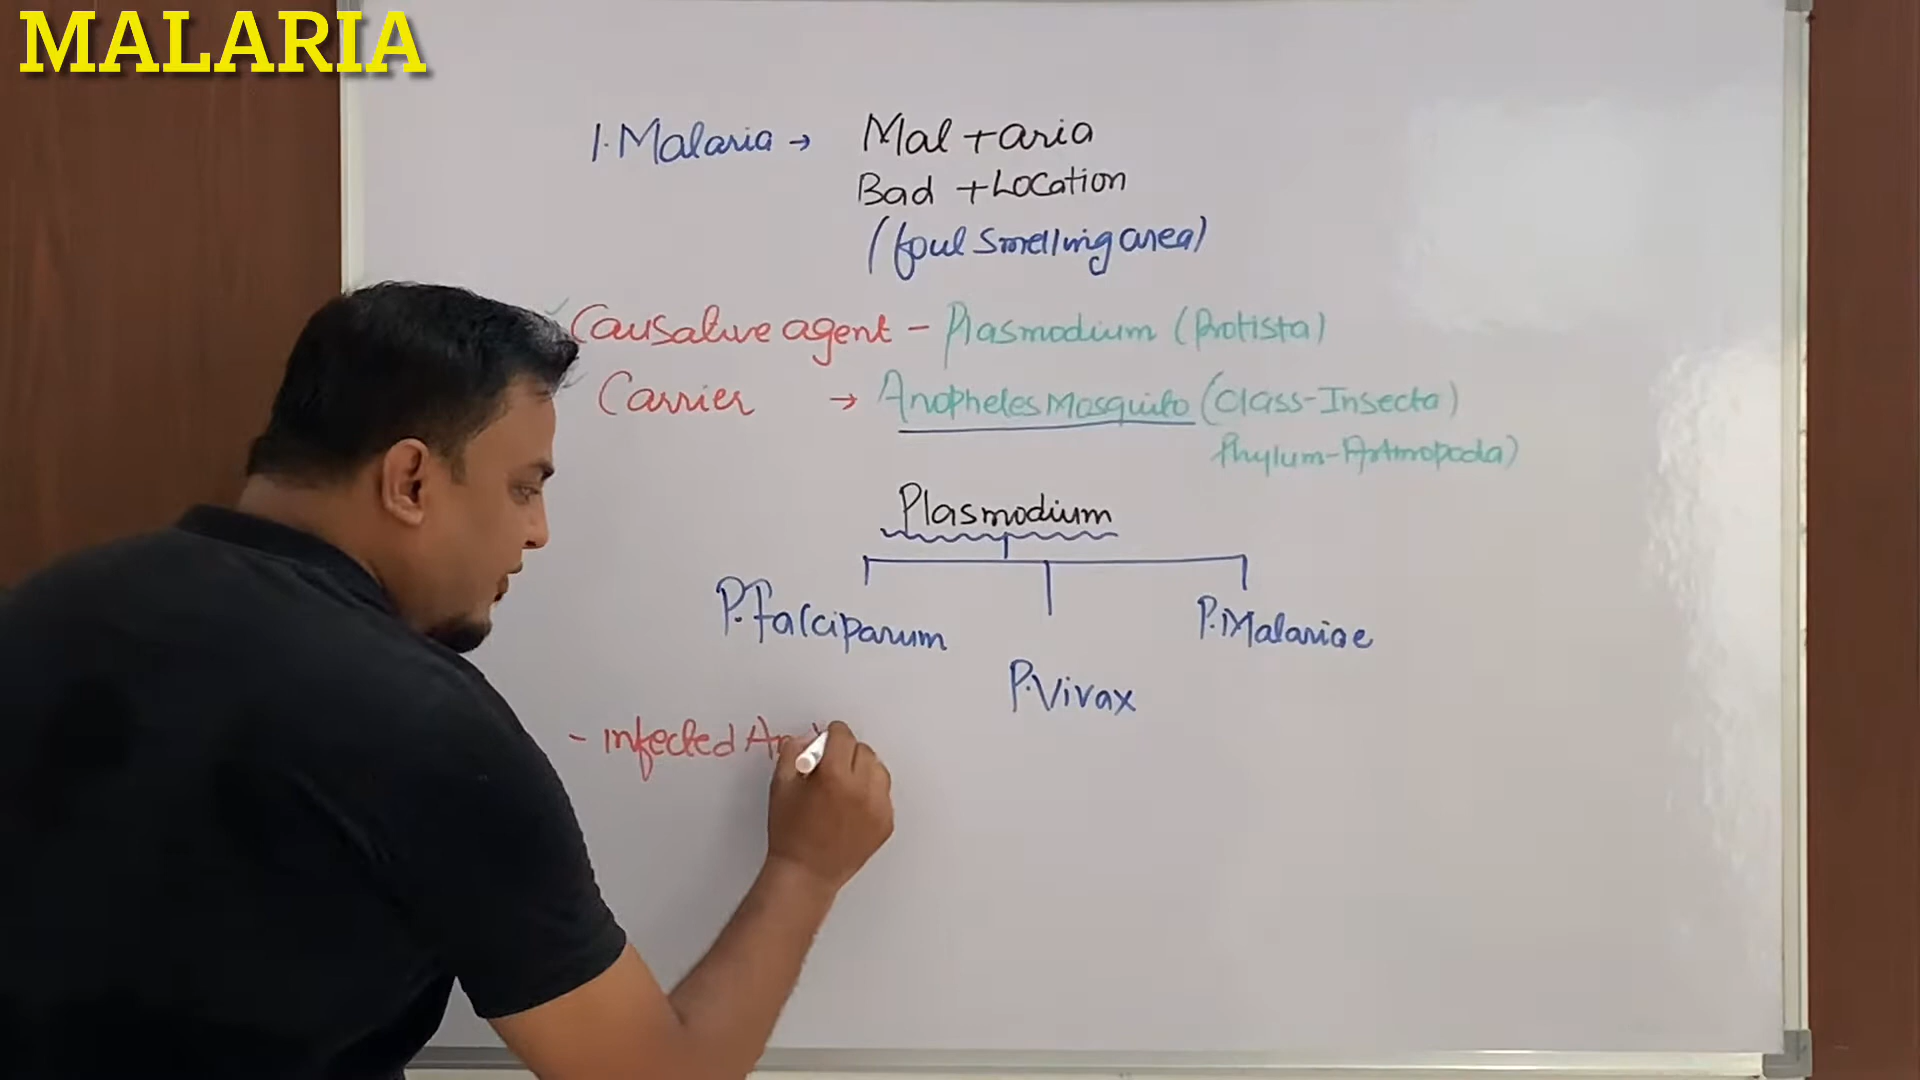 MALARIA
1. Malaria → Mal + aria
Bad + Location
(foul smelling area)
Causative agent - Plasmodium (Protista)
Carrier → Anopheles Mosquito (Class-Insecta)
Phylum-Arthropoda)
Plasmodium
P. Falciparum
P. Malariae
P. Vivax
- infected An